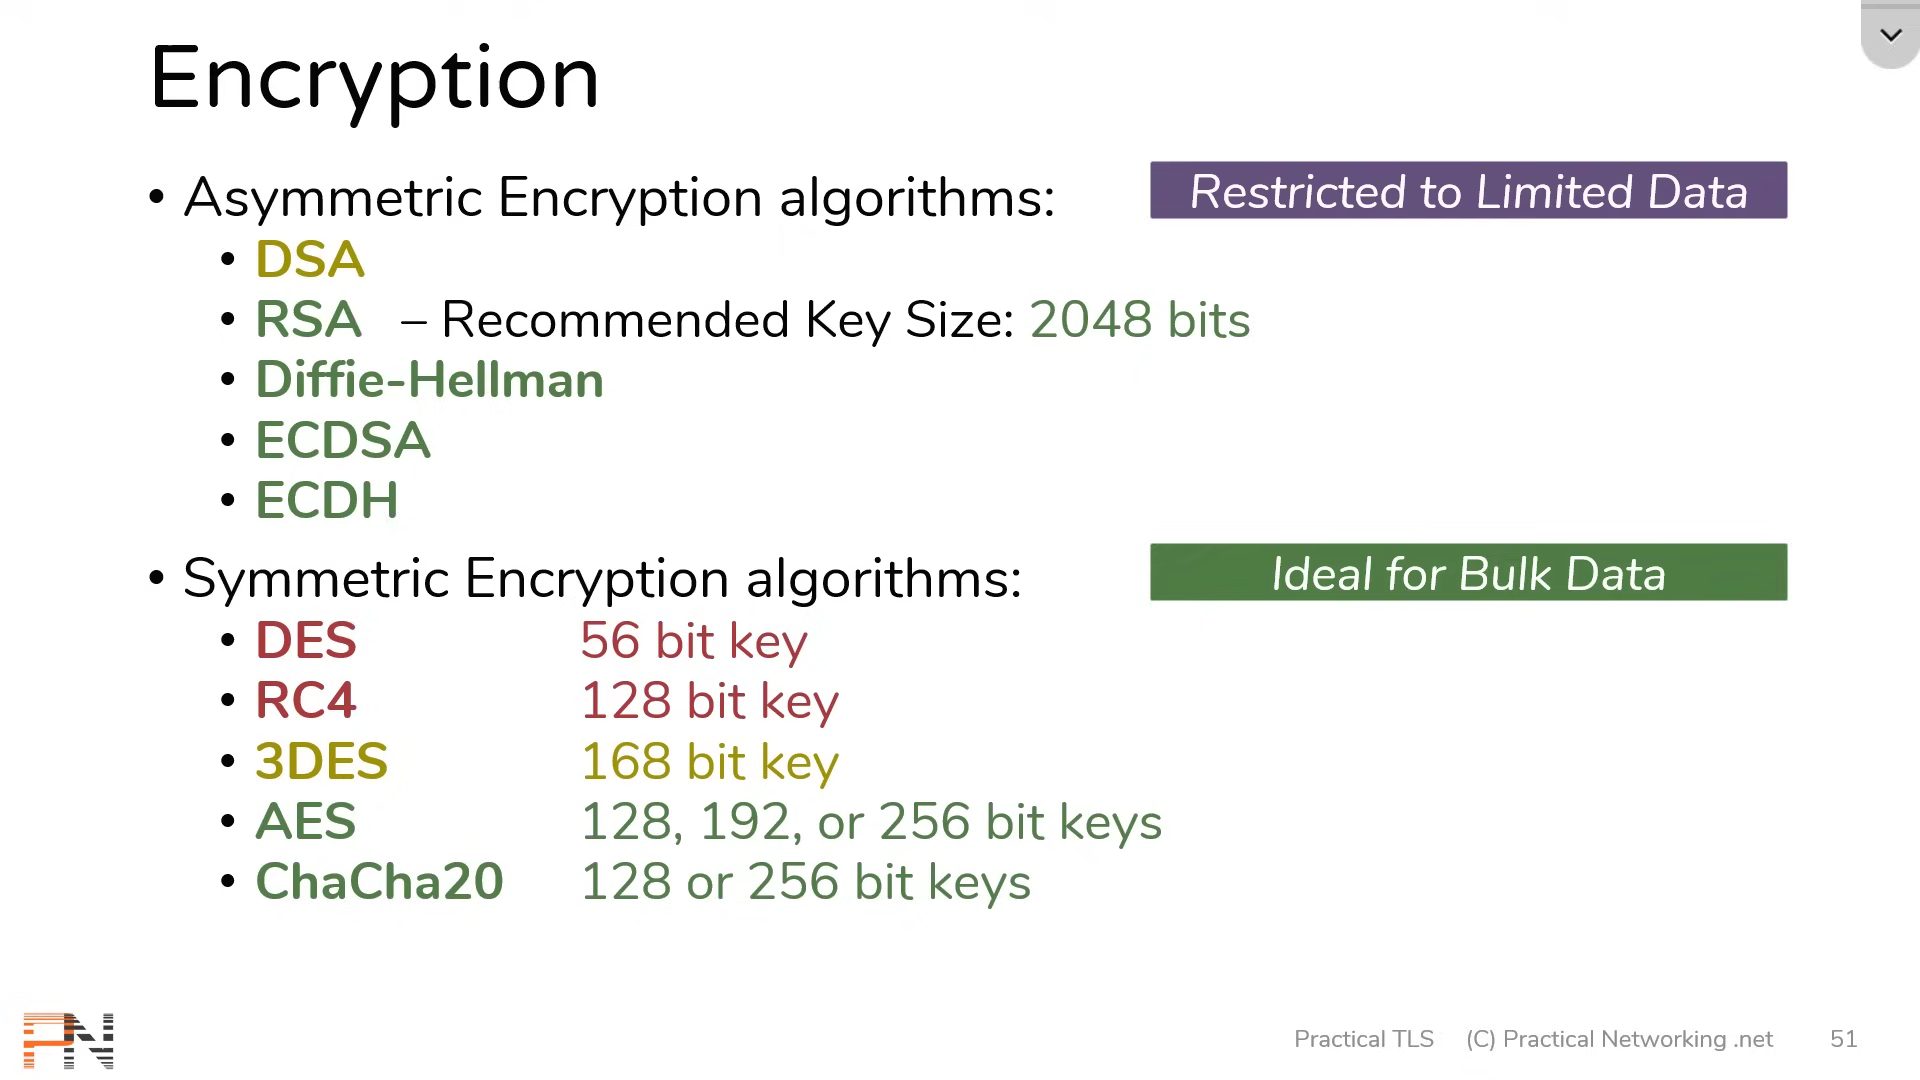 Encryption
• Asymmetric Encryption algorithms:
Restricted to Limited Data
• DSA
• RSA – Recommended Key Size: 2048 bits
• Diffie-Hellman
• ECDSA
• ECDH
• Symmetric Encryption algorithms:
Ideal for Bulk Data
• DES 56 bit key
• RC4 128 bit key
• 3DES 168 bit key
• AES 128, 192, or 256 bit keys
• ChaCha20 128 or 256 bit keys
PN
Practical TLS (C) Practical Networking .net 51